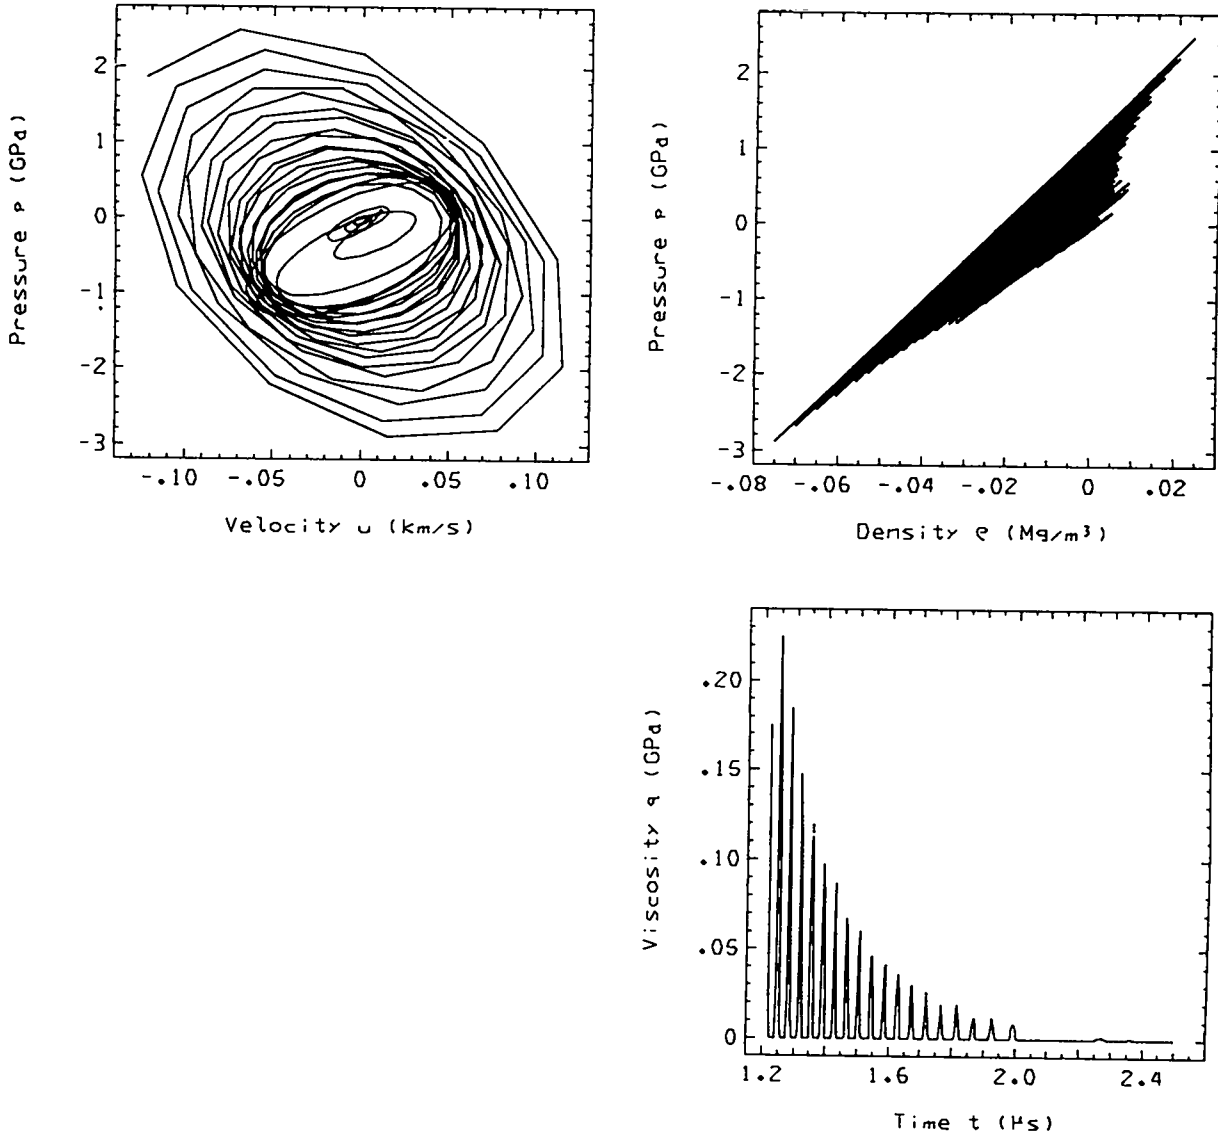 2
1
0
-1
-2
-3
Pressure p (GPa)
-.10 -.05 0 .05 .10
Velocity u (km/s)
2
1
0
-1
-2
-3
Pressure p (GPa)
-.08 -.06 -.04 -.02 0 .02
Density ρ (Mg/m³)
.20
.15
.10
.05
0
Viscosity q (GPa)
1.2 1.6 2.0 2.4
Time t (μs)